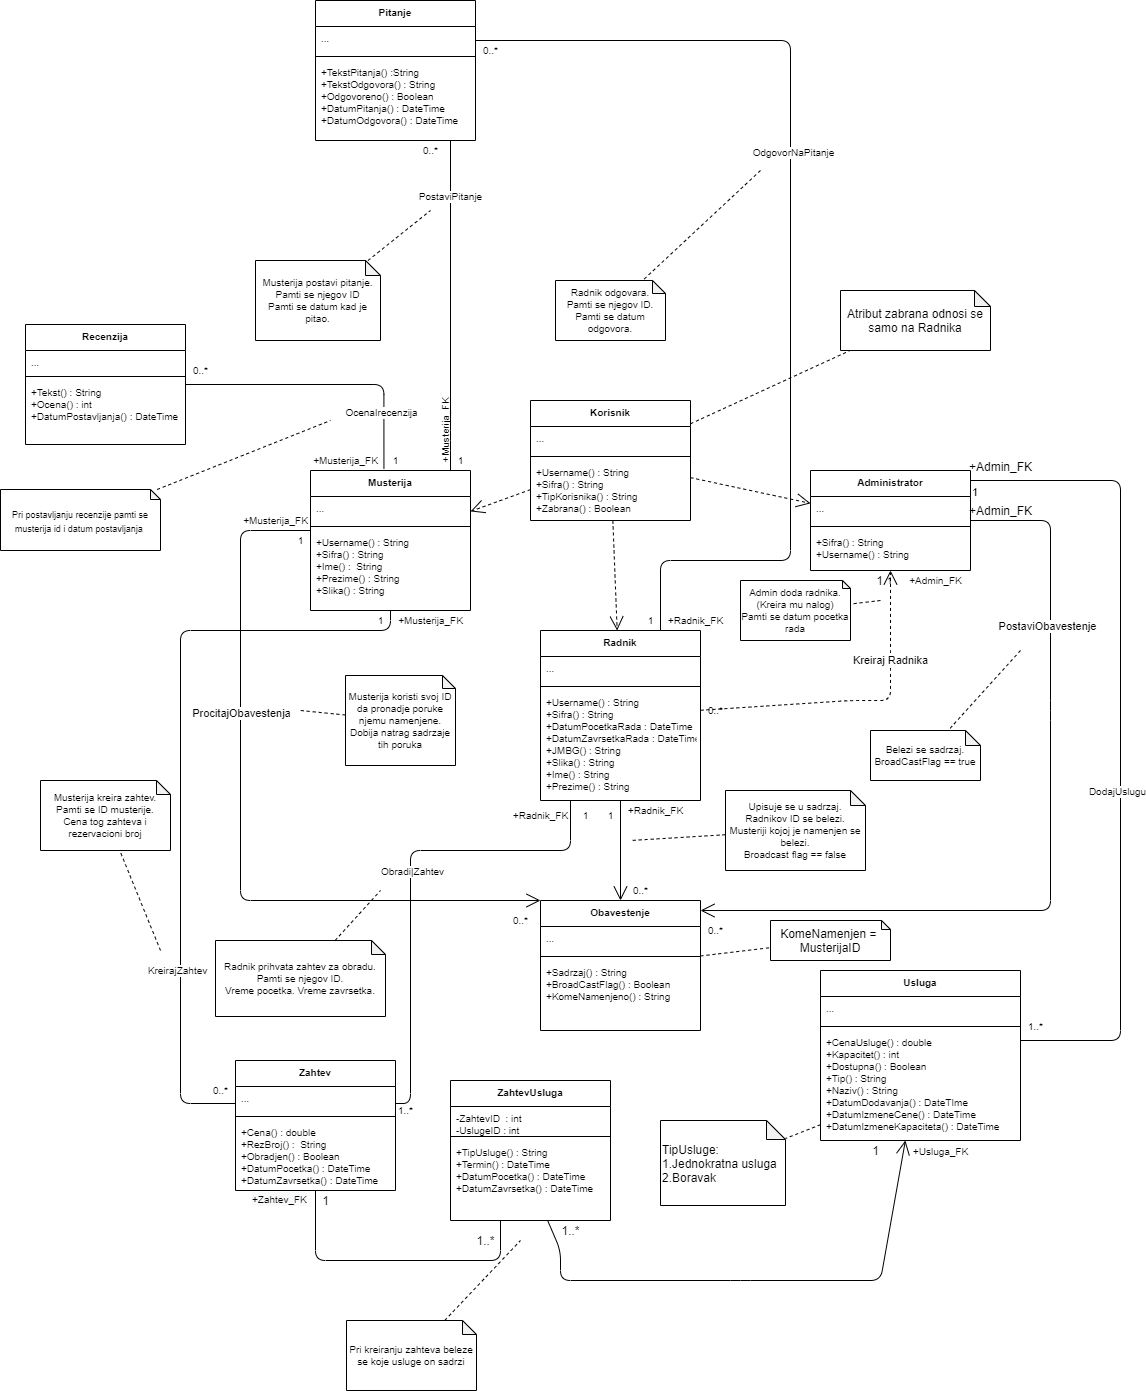 Pitanje
...
+TekstPitanja() :String
+TekstOdgovora() : String
+Odgovoreno() : Boolean
+DatumPitanja() : DateTime
+DatumOdgovora() : DateTime
0..*
0..*
OdgovorNaPitanje
PostaviPitanje
Musterija postavi pitanje.
Pamti se njegov ID
Pamti se datum kad je
pitao.
Radnik odgovara.
Pamti se njegov ID.
Pamti se datum
odgovora.
Atribut zabrana odnosi se
samo na Radnika
Recenzija
...
+Tekst() : String
+Ocena() : int
+DatumPostavljanja() : DateTime
0..*
OcenaIrecenzija
+Musterija_FK
1
+Musterija_FK
1
Pri postavljanju recenzije pamti se
musterija id i datum postavljanja
Korisnik
...
+Username() : String
+Sifra() : String
+TipKorisnika() : String
+Zabrana() : Boolean
Musterija
...
+Username() : String
+Sifra() : String
+Ime() :  String
+Prezime() : String
+Slika() : String
+Musterija_FK
1
1
+Musterija_FK
Administrator
...
+Sifra() : String
+Username() : String
+Admin_FK
1
+Admin_FK
1
1
+Admin_FK
Admin doda radnika.
(Kreira mu nalog)
Pamti se datum pocetka
rada
Kreiraj Radnika
0..*
PostaviObavestenje
1
+Radnik_FK
Radnik
...
+Username() : String
+Sifra() : String
+DatumPocetkaRada : DateTime
+DatumZavrsetkaRada : DateTime
+JMBG() : String
+Slika() : String
+Ime() : String
+Prezime() : String
ProcitajObavestenja
Musterija koristi svoj ID
da pronadje poruke
njemu namenjene.
Dobija natrag sadrzaje
tih poruka
Belezi se sadrzaj.
BroadCastFlag == true
DodajUslugu
Musterija kreira zahtev.
Pamti se ID musterije.
Cena tog zahteva i
rezervacioni broj
+Radnik_FK
1
1
+Radnik_FK
Upisuje se u sadrzaj.
Radnikov ID se belezi.
Musteriji kojoj je namenjen se
belezi.
Broadcast flag == false
ObradijZahtev
0..*
0..*
0..*
Obavestenje
...
+Sadrzaj() : String
+BroadCastFlag() : Boolean
+KomeNamenjeno() : String
KomeNamenjen =
MusterijaID
KreirajZahtev
Radnik prihvata zahtev za obradu.
Pamti se njegov ID.
Vreme pocetka. Vreme zavrsetka.
Usluga
...
+CenaUsluge() : double
+Kapacitet() : int
+Dostupna() : Boolean
+Tip() : String
+Naziv() : String
+DatumDodavanja() : DateTIme
+DatumIzmeneCene() : DateTime
+DatumIzmeneKapaciteta() : DateTime
1..*
0..*
Zahtev
...
+Cena() : double
+RezBroj() :  String
+Obradjen() : Boolean
+DatumPocetka() : DateTime
+DatumZavrsetka() : DateTime
1..*
+Zahtev_FK
1
ZahtevUsluga
-ZahtevID  : int
-UslugeID : int
+TipUsluge() : String
+Termin() : DateTime
+DatumPocetka() : DateTime
+DatumZavrsetka() : DateTime
1..*
1..*
TipUsluge:
1.Jednokratna usluga
2.Boravak
1
+Usluga_FK
Pri kreiranju zahteva beleze
se koje usluge on sadrzi